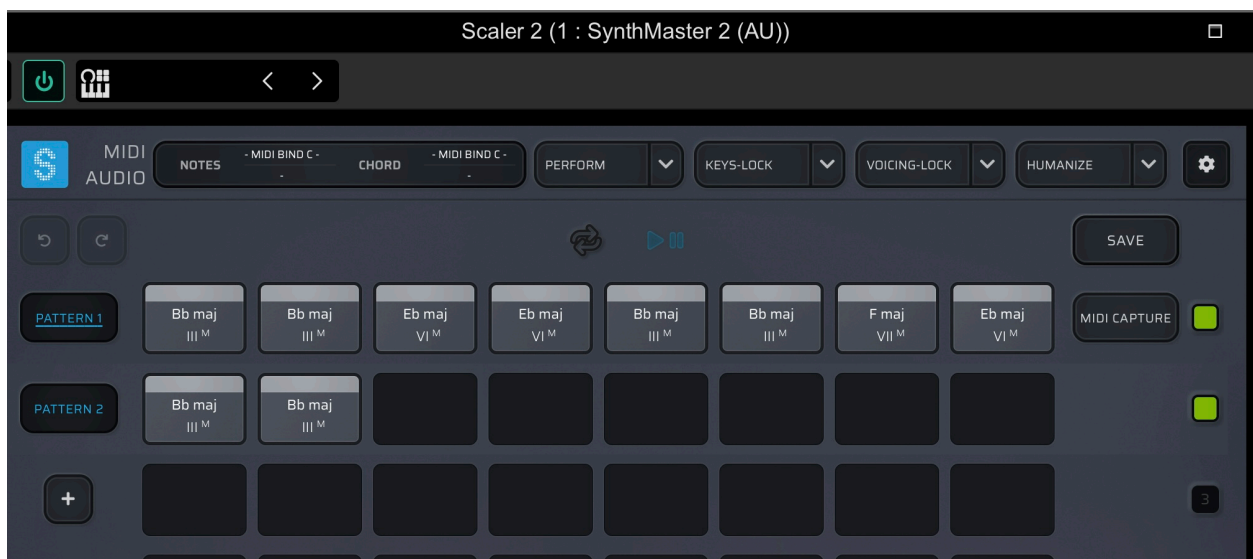 Scaler 2 (1 : SynthMaster 2 (AU))
S
MIDI
AUDIO
NOTES
- MIDI BIND C -
-
CHORD
- MIDI BIND C -
-
PERFORM
KEYS-LOCK
VOICING-LOCK
HUMANIZE
SAVE
PATTERN 1
Bb maj
III M
Bb maj
III M
Eb maj
VI M
Eb maj
VI M
Bb maj
III M
Bb maj
III M
F maj
VII M
Eb maj
VI M
MIDI CAPTURE
PATTERN 2
Bb maj
III M
Bb maj
III M
+
3